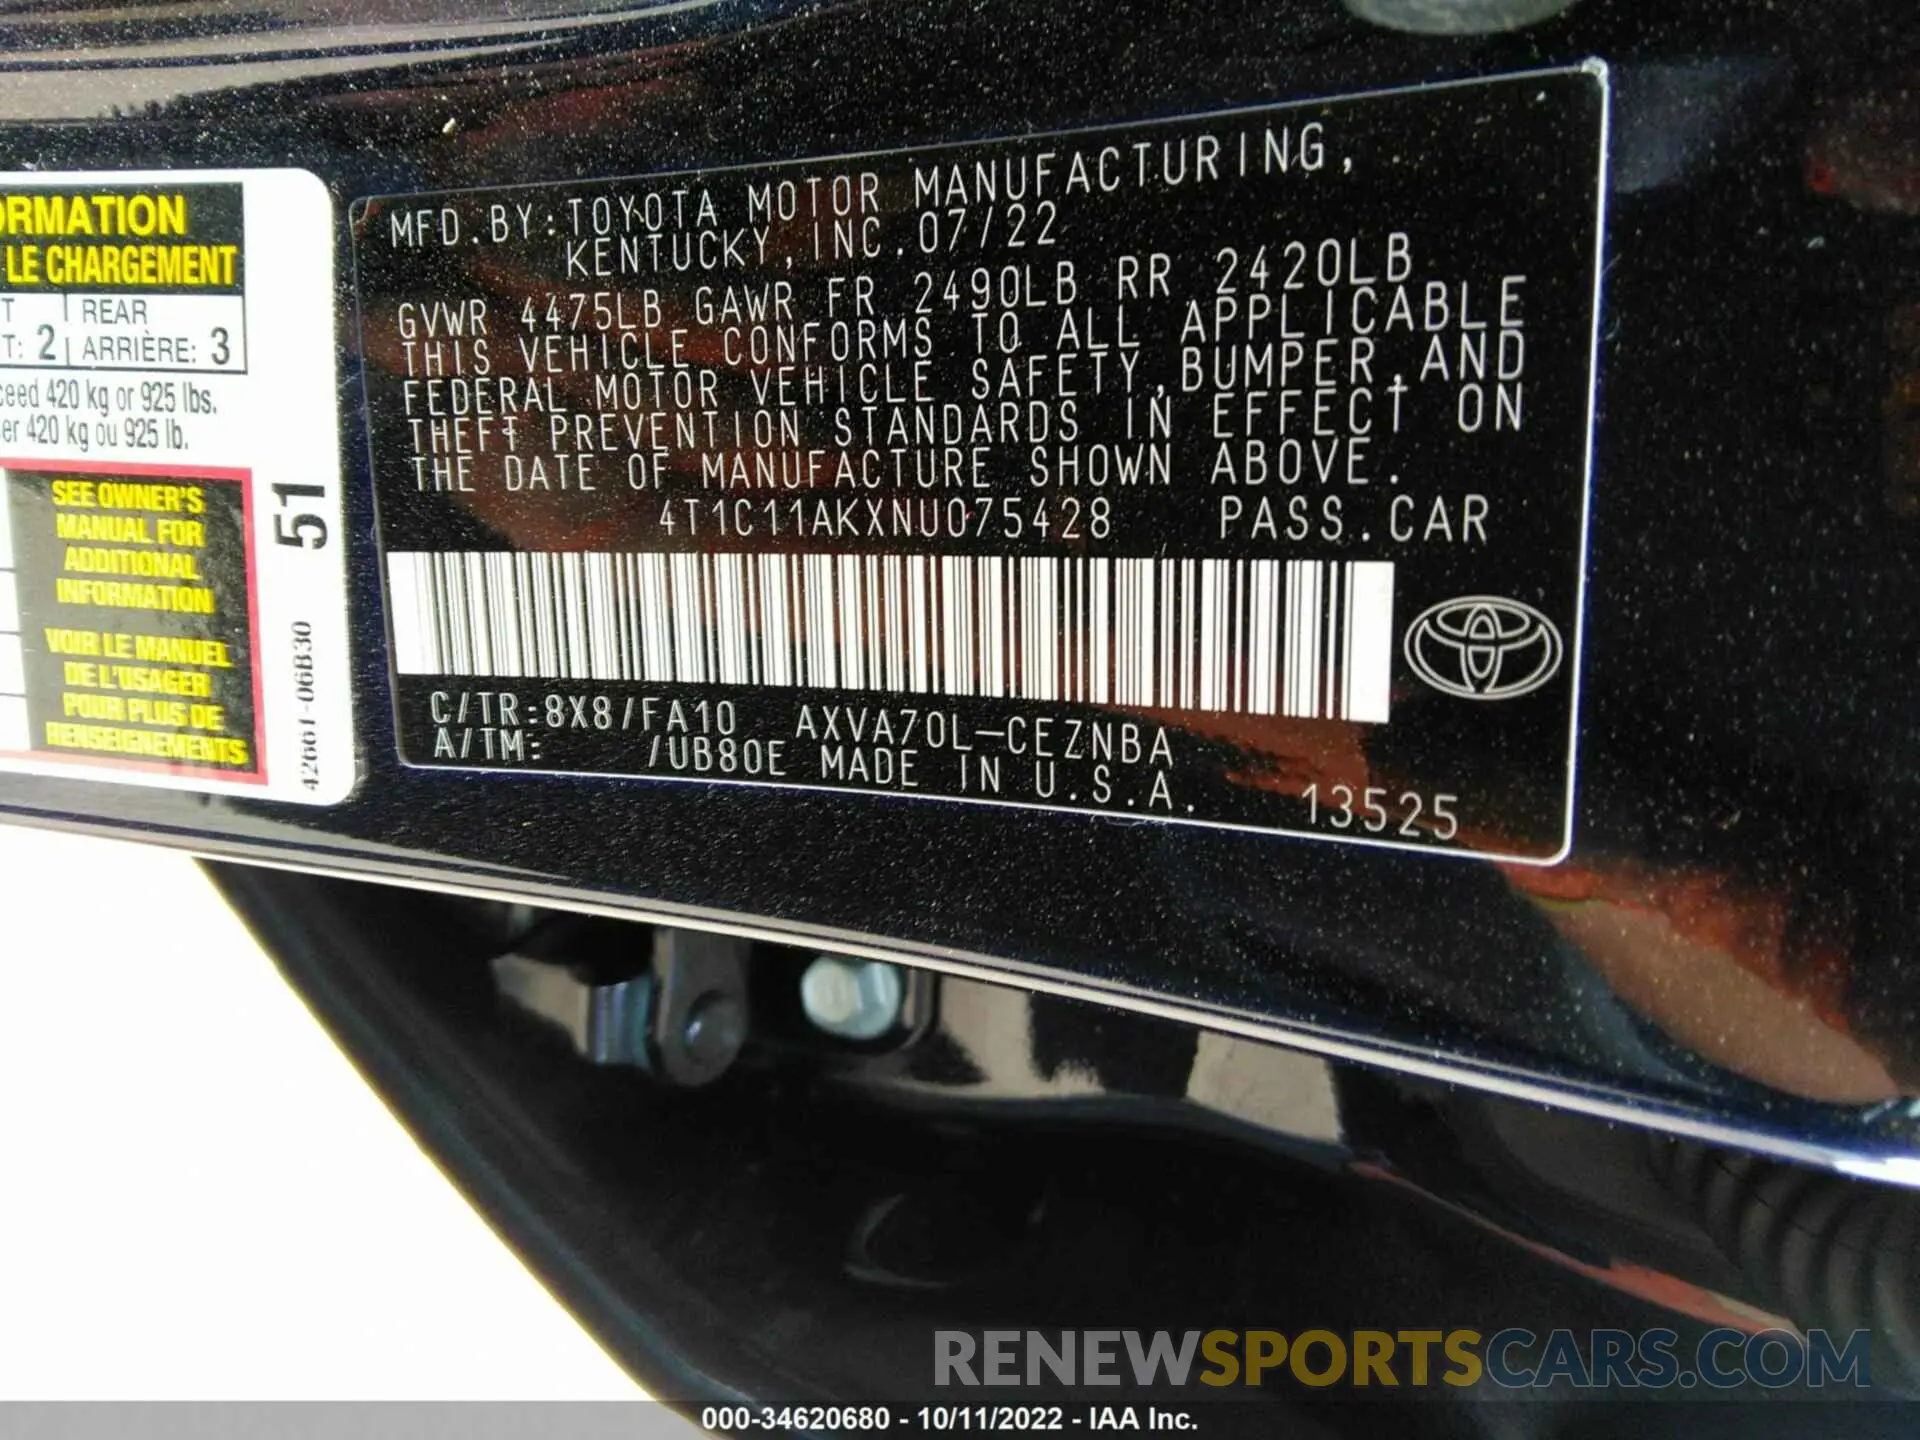 ORMATION
LE CHARGEMENT
T REAR
T: 2 ARRIÈRE: 3
ceed 420 kg or 925 lbs.
er 420 kg ou 925 lb.
SEE OWNER'S
MANUAL FOR
ADDITIONAL
INFORMATION
VOIR LE MANUEL
DE L'USAGER
POUR PLUS DE
RENSEIGNEMENTS
51
42661-06B30
MFD.BY:TOYOTA MOTOR MANUFACTURING,
KENTUCKY,INC.07/22
GVWR 4475LB GAWR FR 2490LB RR 2420LB
THIS VEHICLE CONFORMS TO ALL APPLICABLE
FEDERAL MOTOR VEHICLE SAFETY,BUMPER,AND
THEFT PREVENTION STANDARDS IN EFFECT ON
THE DATE OF MANUFACTURE SHOWN ABOVE.
4T1C11AKXNU075428 PASS.CAR
C/TR:8X8/FA10 AXVA70L-CEZNBA
A/TM: /UB80E MADE IN U.S.A.
13525
RENEWSPORTSCARS.COM
000-34620680 - 10/11/2022 - IAA Inc.